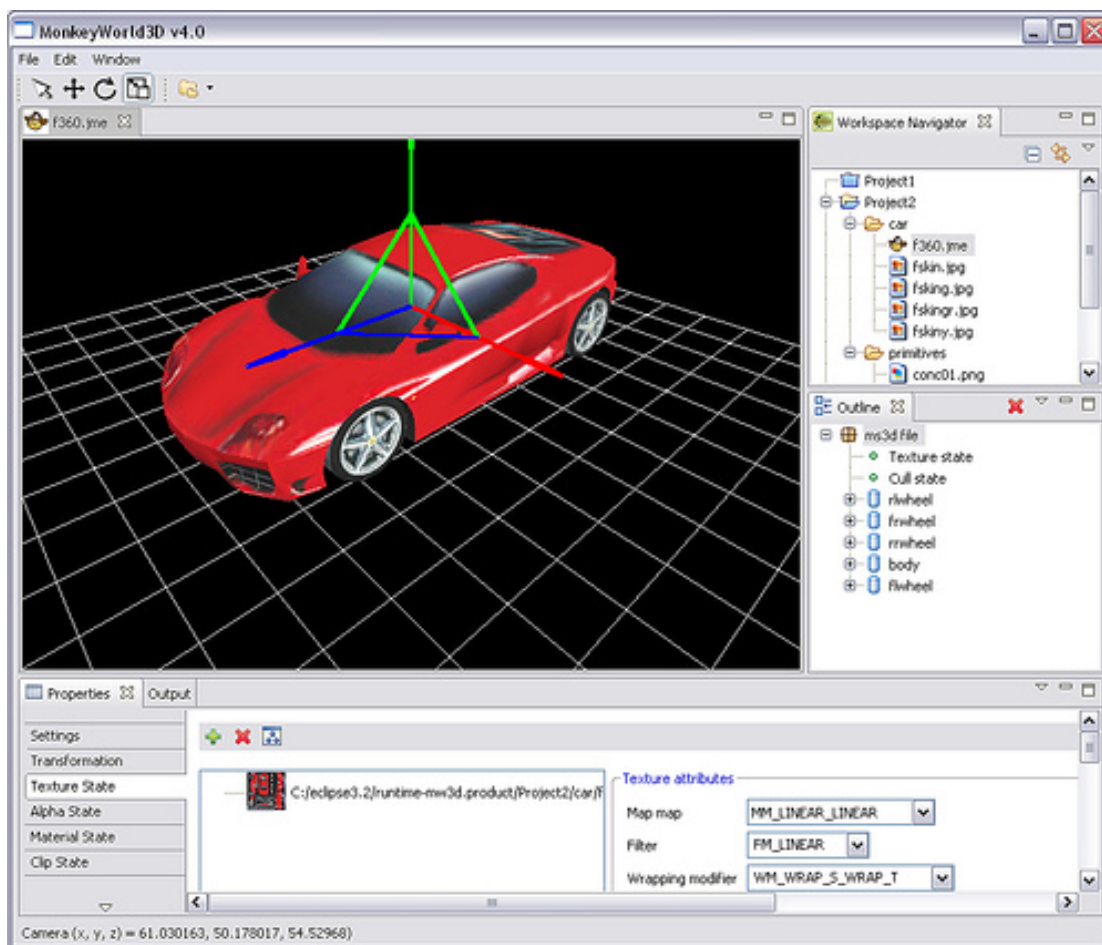 MonkeyWorld3D v4.0
File Edit Window
f360.jme
Workspace Navigator
Project1
Project2
car
f360.jme
fskin.jpg
fsking.jpg
fskingr.jpg
fskiny.jpg
primitives
conc01.png
Outline
ms3d file
Texture state
Cull state
rlwheel
frwheel
rrwheel
body
flwheel
Properties Output
Settings
Transformation
Texture State
Alpha State
Material State
Clip State
C:/eclipse3.2/runtime-mw3d.product/Project2/car/f
Texture attributes
Map map MM_LINEAR_LINEAR
Filter FM_LINEAR
Wrapping modifier WM_WRAP_S_WRAP_T
Camera (x, y, z) = 61.030163, 50.178017, 54.52968)